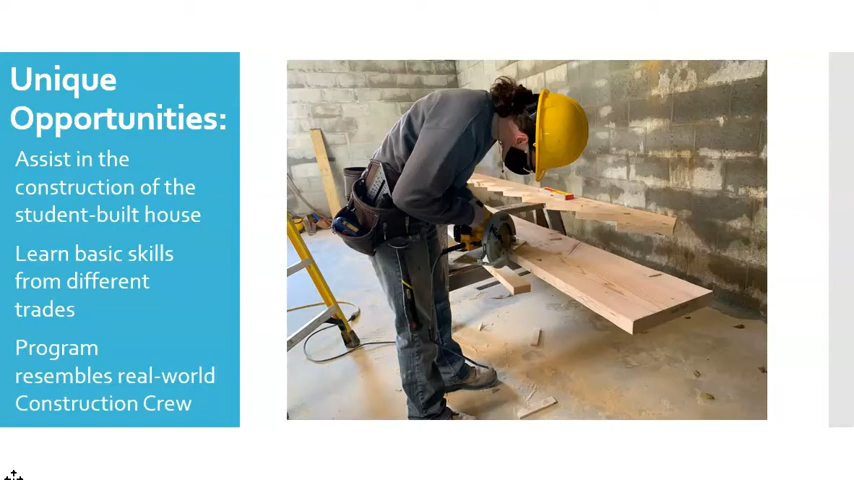 Unique
Opportunities:
Assist in the
construction of the
student-built house
Learn basic skills
from different
trades
Program
resembles real-world
Construction Crew